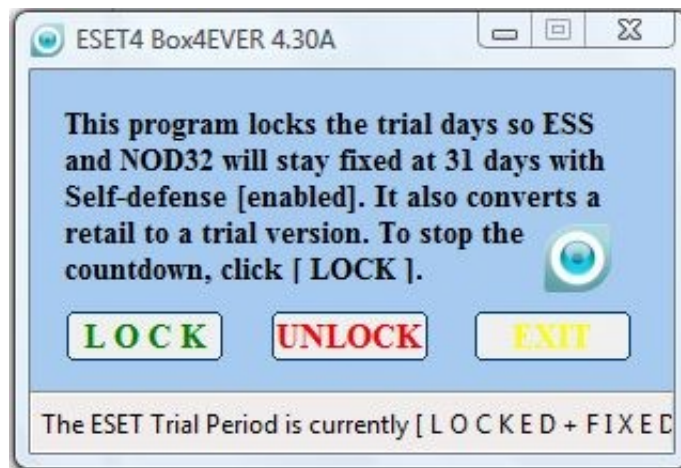 ESET4 Box4EVER 4.30A
This program locks the trial days so ESS
and NOD32 will stay fixed at 31 days with
Self-defense [enabled]. It also converts a
retail to a trial version. To stop the
countdown, click [ LOCK ].
L O C K UNLOCK EXIT
The ESET Trial Period is currently [ L O C K E D + F I X E D